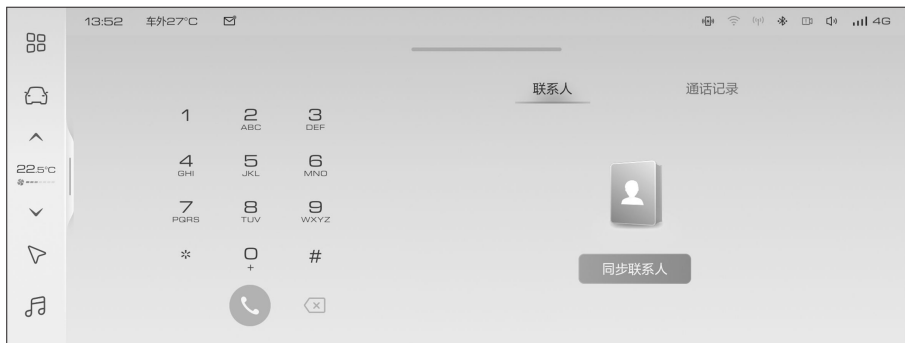 13:52 车外27°C 4G
联系人 通话记录
1 2 3
ABC DEF
22.5°C
4 5 6
GHI JKL MNO
7 8 9
PQRS TUV WXYZ
* 0 #
+
同步联系人